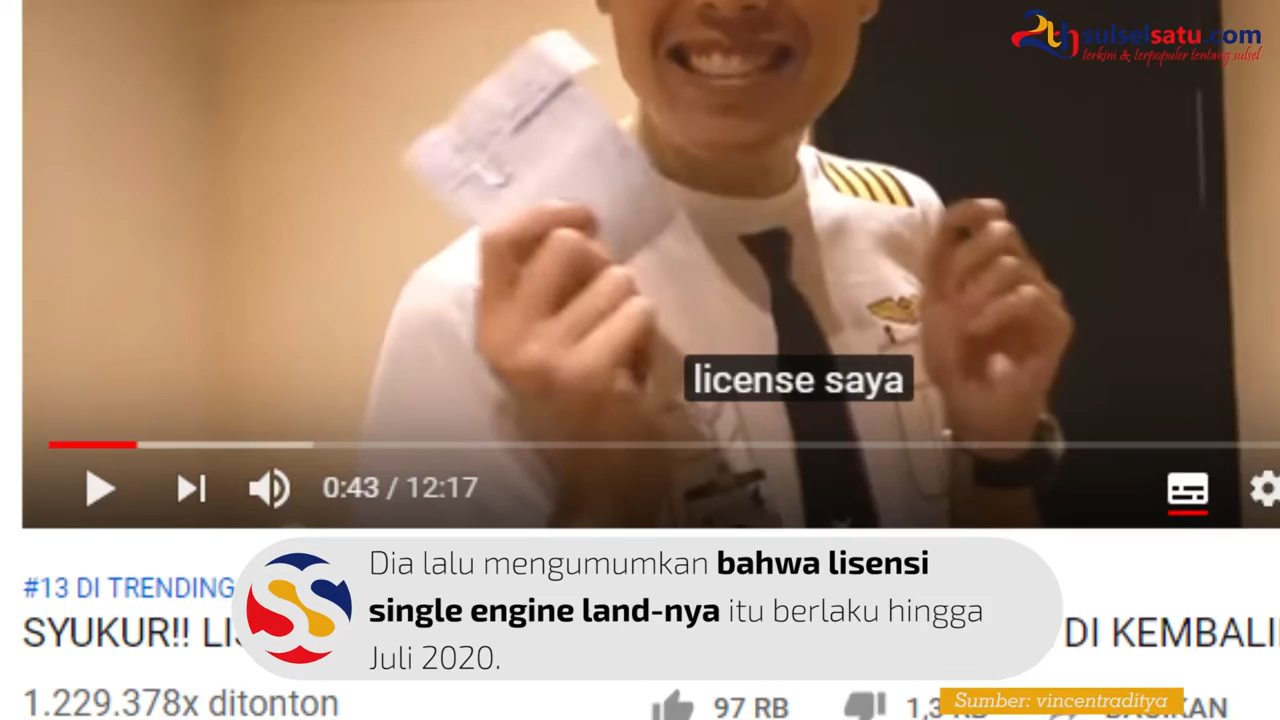 sulselsatu.com
terkini & terpopuler tentang sulsel
license saya
0:43 / 12:17
Dia lalu mengumumkan bahwa lisensi
single engine land-nya itu berlaku hingga
Juli 2020.
#13 DI TRENDING
SYUKUR!! DI KEMBALI
1.229.378x ditonton
97 RB
Sumber: vincentraditya